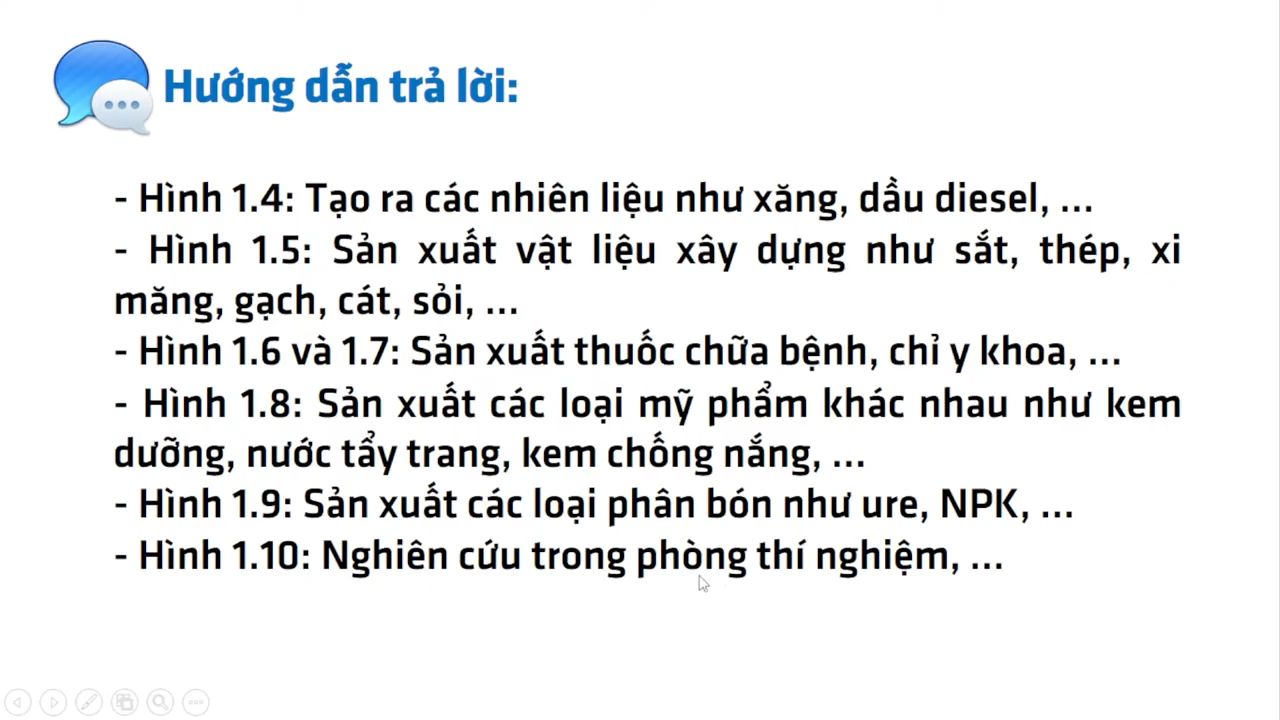 Hướng dẫn trả lời:
- Hình 1.4: Tạo ra các nhiên liệu như xăng, dầu diesel, ...
- Hình 1.5: Sản xuất vật liệu xây dựng như sắt, thép, xi
măng, gạch, cát, sỏi, ...
- Hình 1.6 và 1.7: Sản xuất thuốc chữa bệnh, chỉ y khoa, ...
- Hình 1.8: Sản xuất các loại mỹ phẩm khác nhau như kem
dưỡng, nước tẩy trang, kem chống nắng, ...
- Hình 1.9: Sản xuất các loại phân bón như ure, NPK, ...
- Hình 1.10: Nghiên cứu trong phòng thí nghiệm, ...